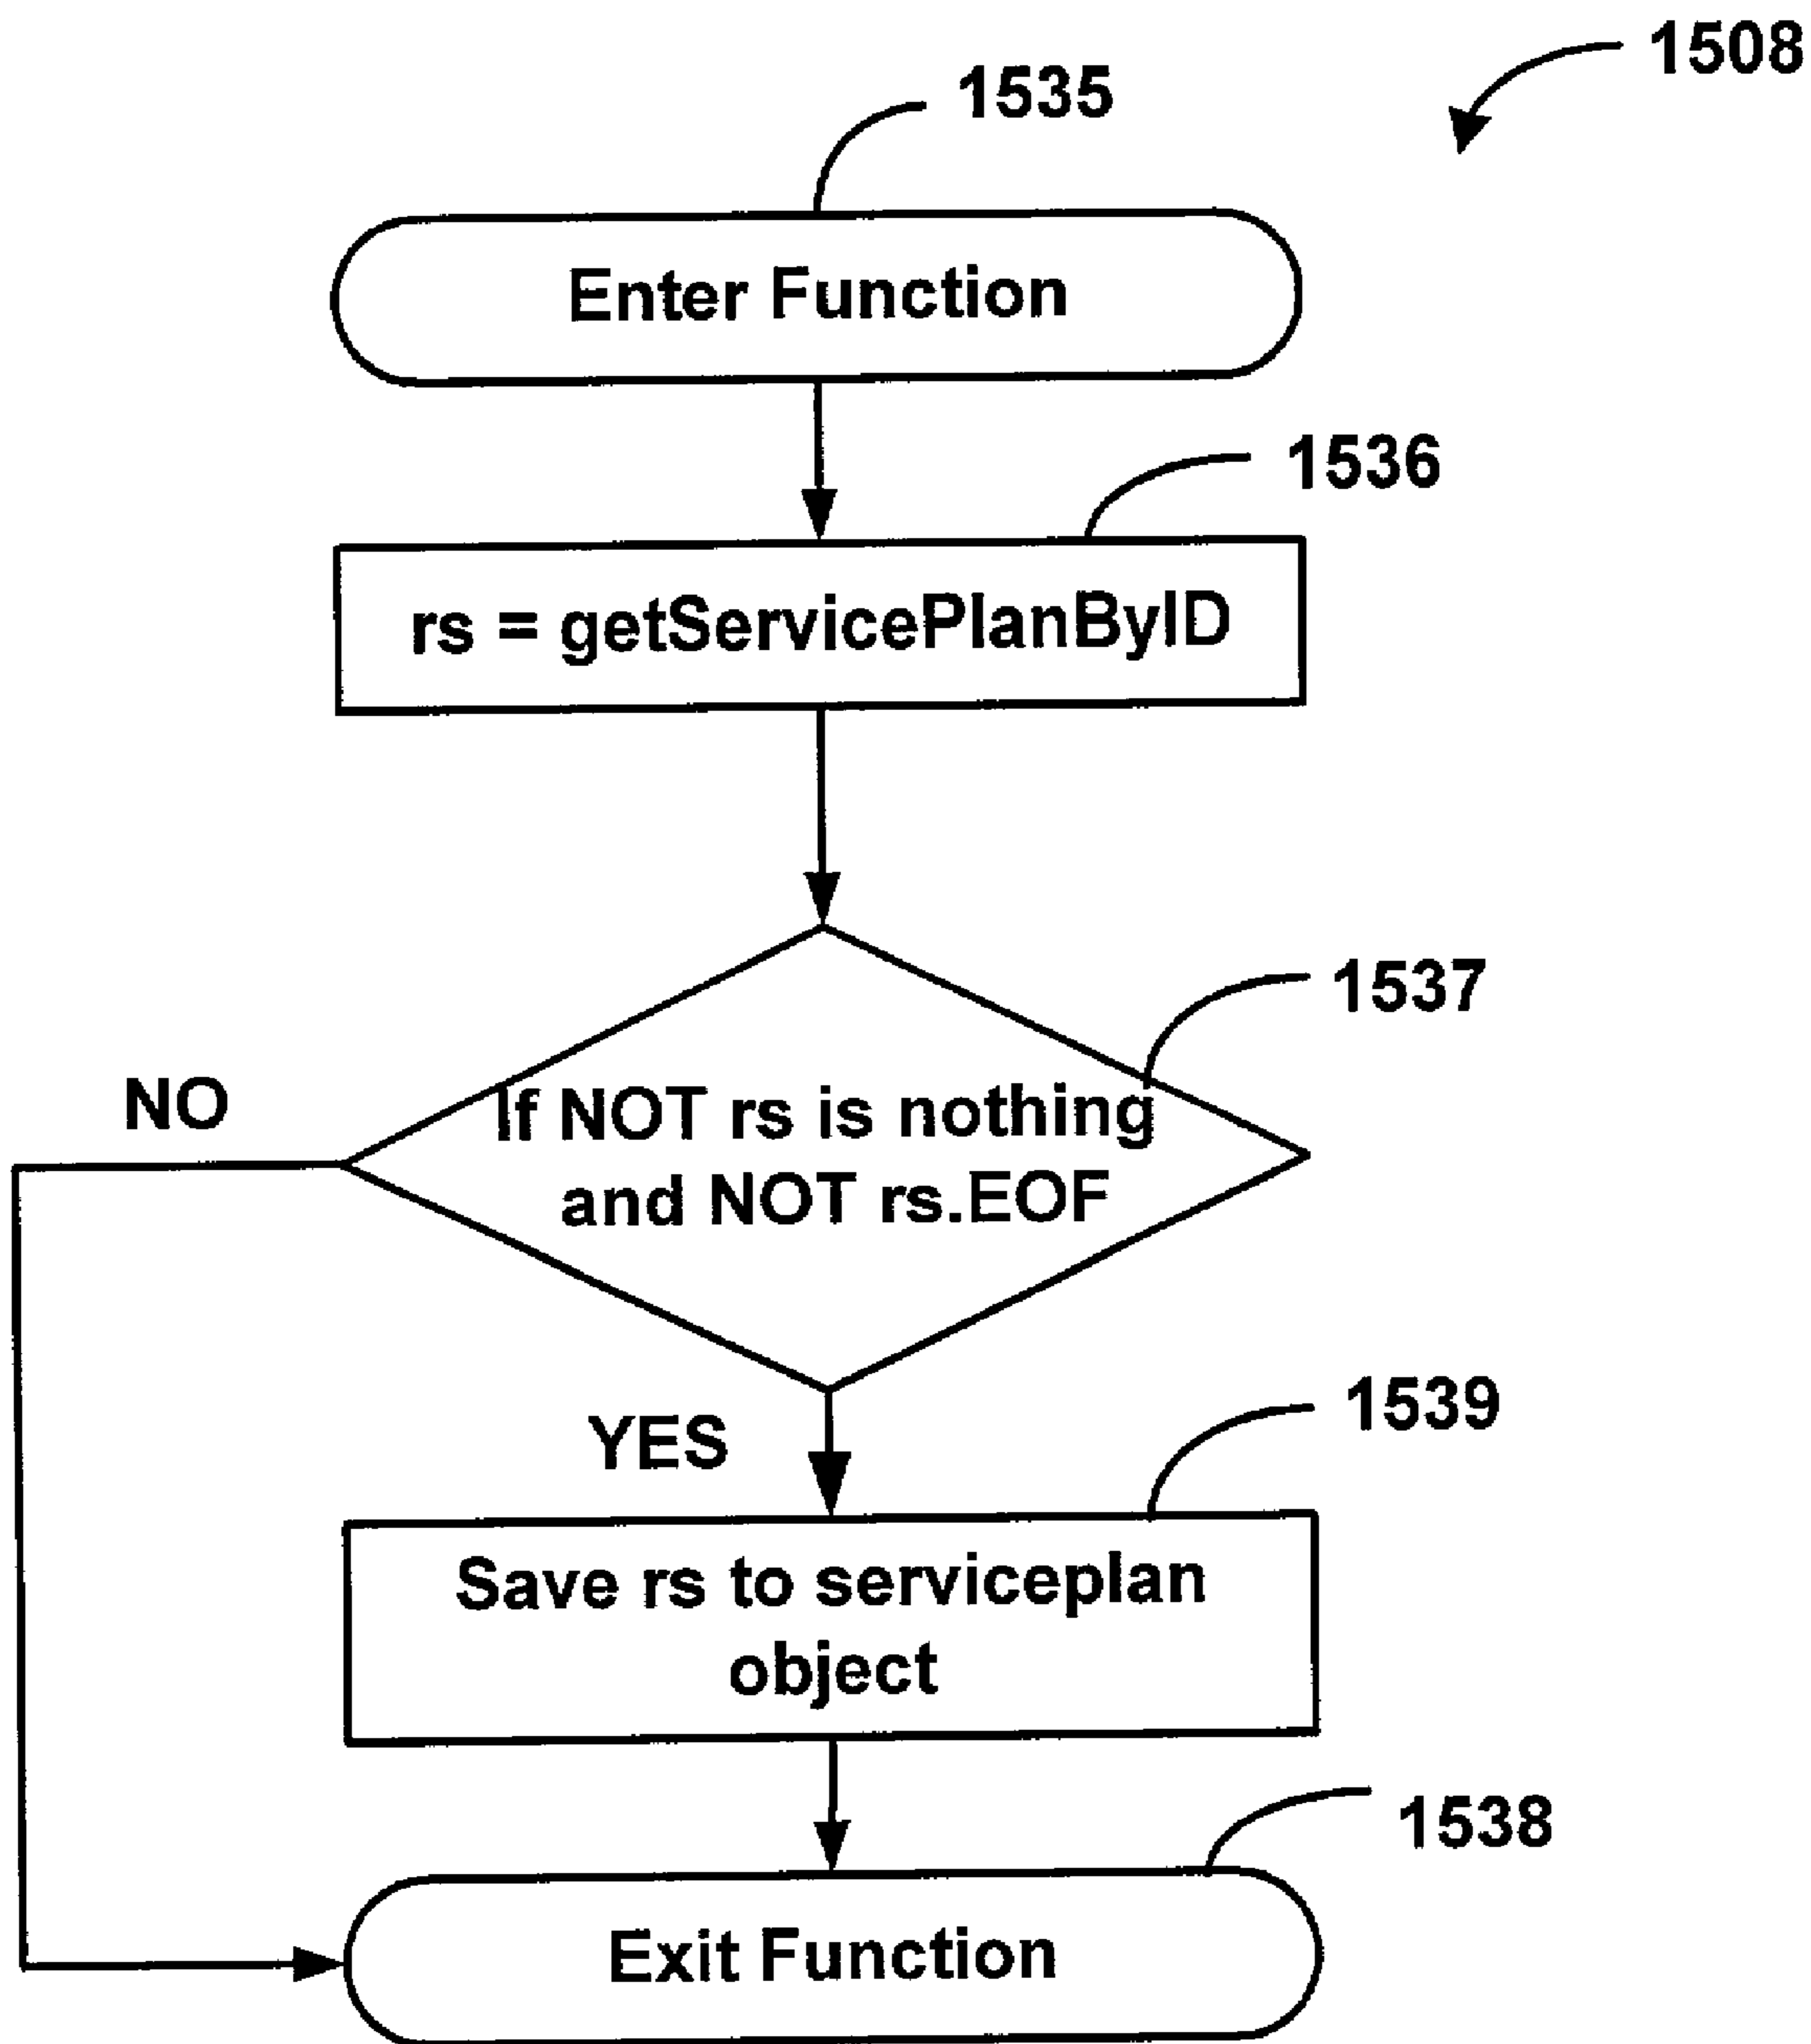 1508
1535
Enter Function
1536
rs = getServicePlanByID
1537
NO
If NOT rs is nothing
and NOT rs.EOF
YES
1539
Save rs to serviceplan
object
1538
Exit Function